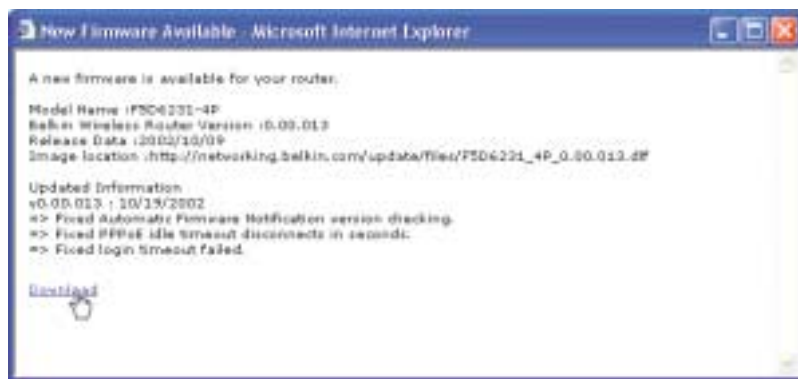 New Firmware Available - Microsoft Internet Explorer
A new firmware is available for your router.
Model Name :F5D6231-4P
Belkin Wireless Router Version :0.00.013
Release Data :2002/10/09
Image location :http://networking.belkin.com/update/files/F5D6231_4P_0.00.013.dlf
Updated Information
v0.00.013 : 10/19/2002
=> Fixed Automatic Firmware Notification version checking.
=> Fixed PPPoE idle timeout disconnects in seconds.
=> Fixed login timeout failed.
Download